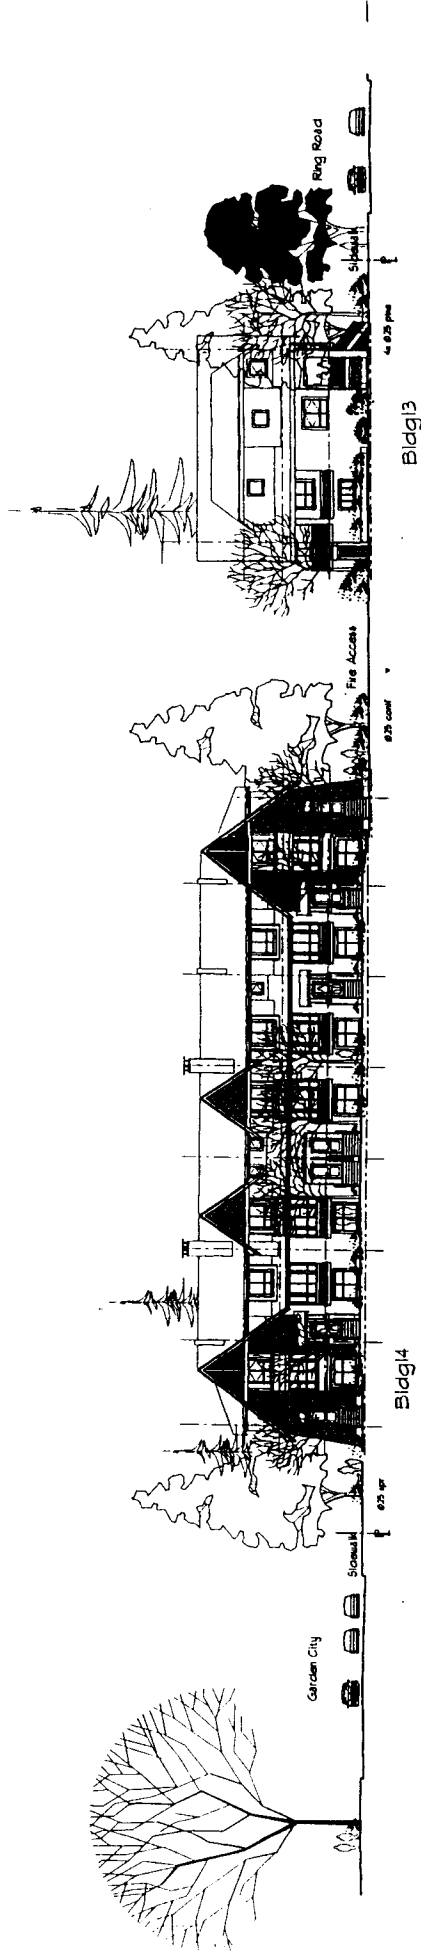 Garden City
Sidewalk
Bldg14
Fire Access
Bldg13
Sidewalk
Ring Road